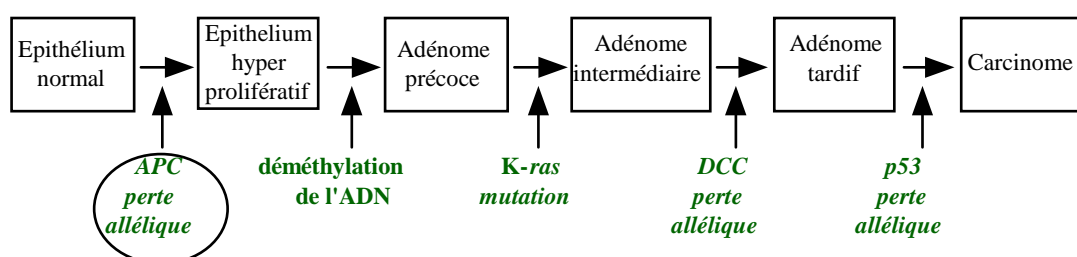 Epithélium
normal
Epithelium
hyper
prolifératif
Adénome
précoce
Adénome
intermédiaire
Adénome
tardif
Carcinome
APC
perte
allélique
déméthylation
de l'ADN
K-ras
mutation
DCC
perte
allélique
p53
perte
allélique